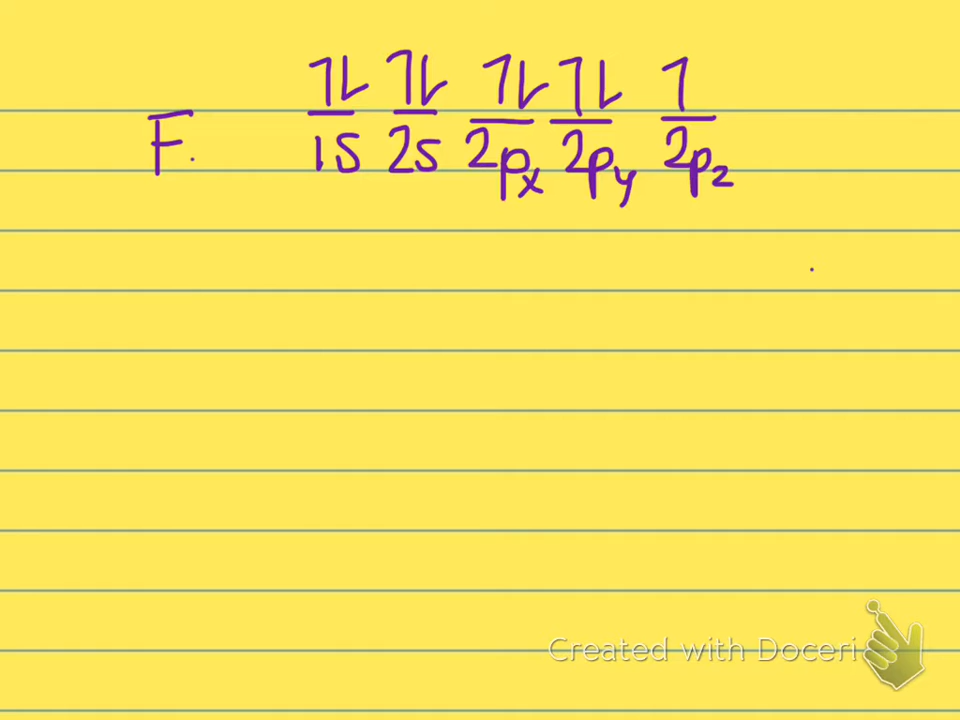 ↿⇂ ↿⇂ ↿⇂ ↿⇂ ↿
F. 1s 2s 2px 2py 2pz
Created with Doceri